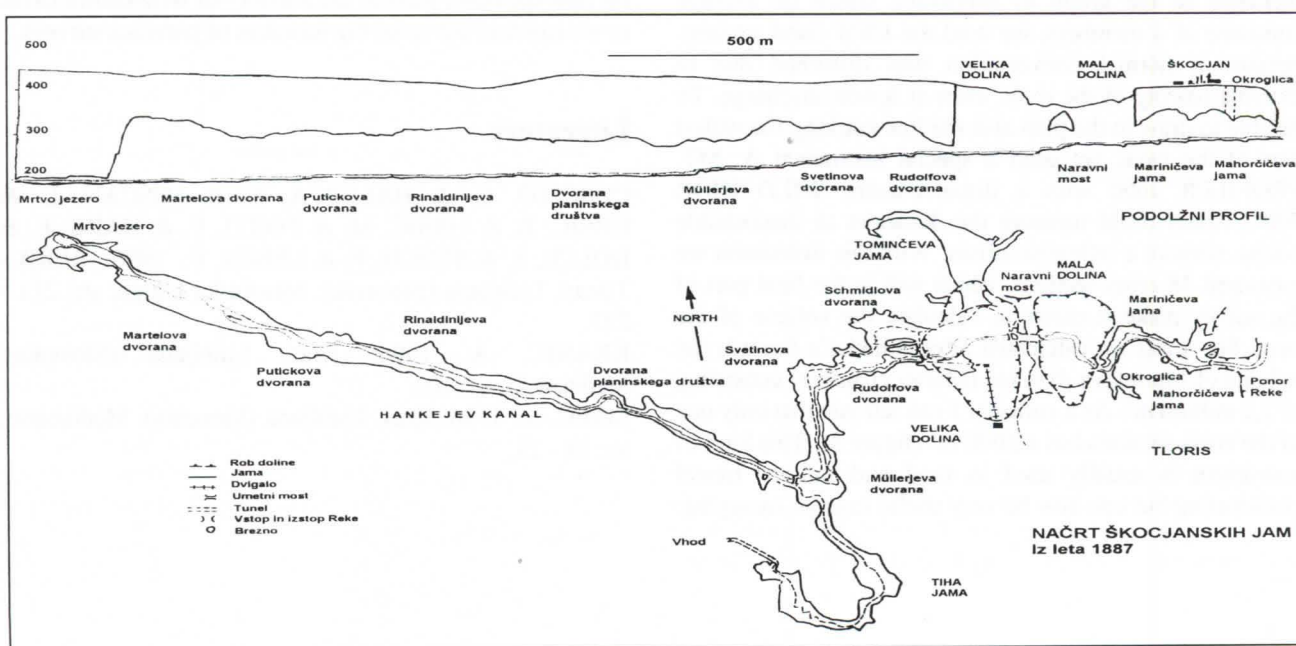 500
400
300
200
500 m
VELIKA
DOLINA
MALA
DOLINA
ŠKOCJAN
Okroglica
Mrtvo jezero
Martelova dvorana
Putickova
dvorana
Rinaldinijeva
dvorana
Dvorana
planinskega
društva
Müllerjeva
dvorana
Svetinova
dvorana
Rudolfova
dvorana
Naravni
most
Mariničeva
jama
Mahorčičeva
jama
PODOLŽNI PROFIL
Mrtvo jezero
Martelova
dvorana
Putickova
dvorana
Rinaldinijeva
dvorana
HANKEJEV KANAL
Dvorana
planinskega društva
NORTH
TOMINČEVA
JAMA
Schmidlova
dvorana
Svetinova
dvorana
Rudolfova
dvorana
VELIKA
DOLINA
Naravni
most
MALA
DOLINA
Mariničeva
jama
Okroglica
Mahorčičeva
jama
Ponor
Reke
TLORIS
Müllerjeva
dvorana
Vhod
TIHA
JAMA
Rob doline
Jama
Dvigalo
Umetni most
Tunel
Vstop in izstop Reke
Brezno
NAČRT ŠKOCJANSKIH JAM
Iz leta 1887